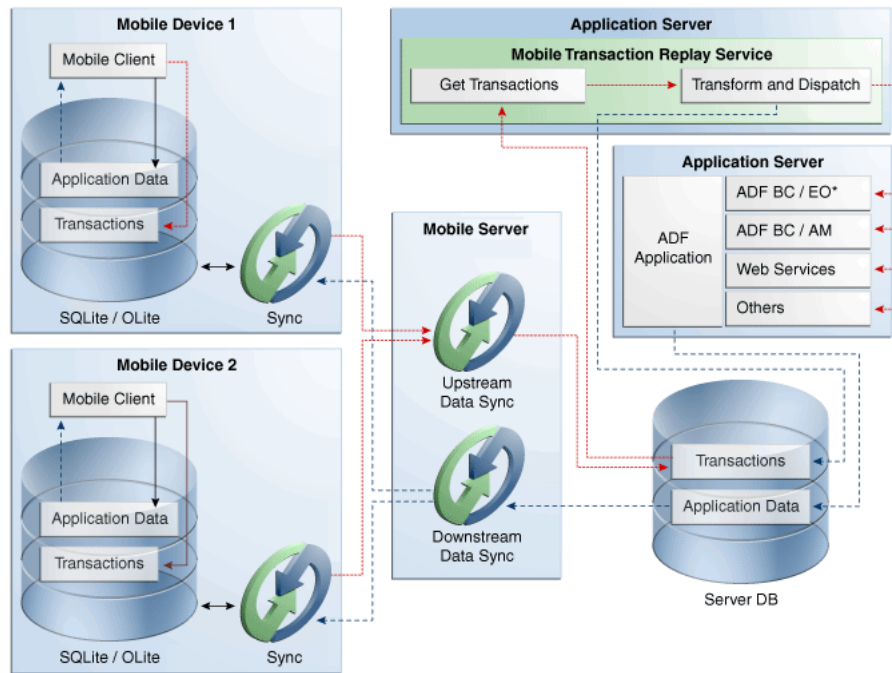 Mobile Device 1
Mobile Client
Application Data
Transactions
SQLite / OLite
Sync
Mobile Device 2
Mobile Client
Application Data
Transactions
SQLite / OLite
Sync
Mobile Server
Upstream
Data Sync
Downstream
Data Sync
Application Server
Mobile Transaction Replay Service
Get Transactions
Transform and Dispatch
Application Server
ADF
Application
ADF BC / EO*
ADF BC / AM
Web Services
Others
Transactions
Application Data
Server DB